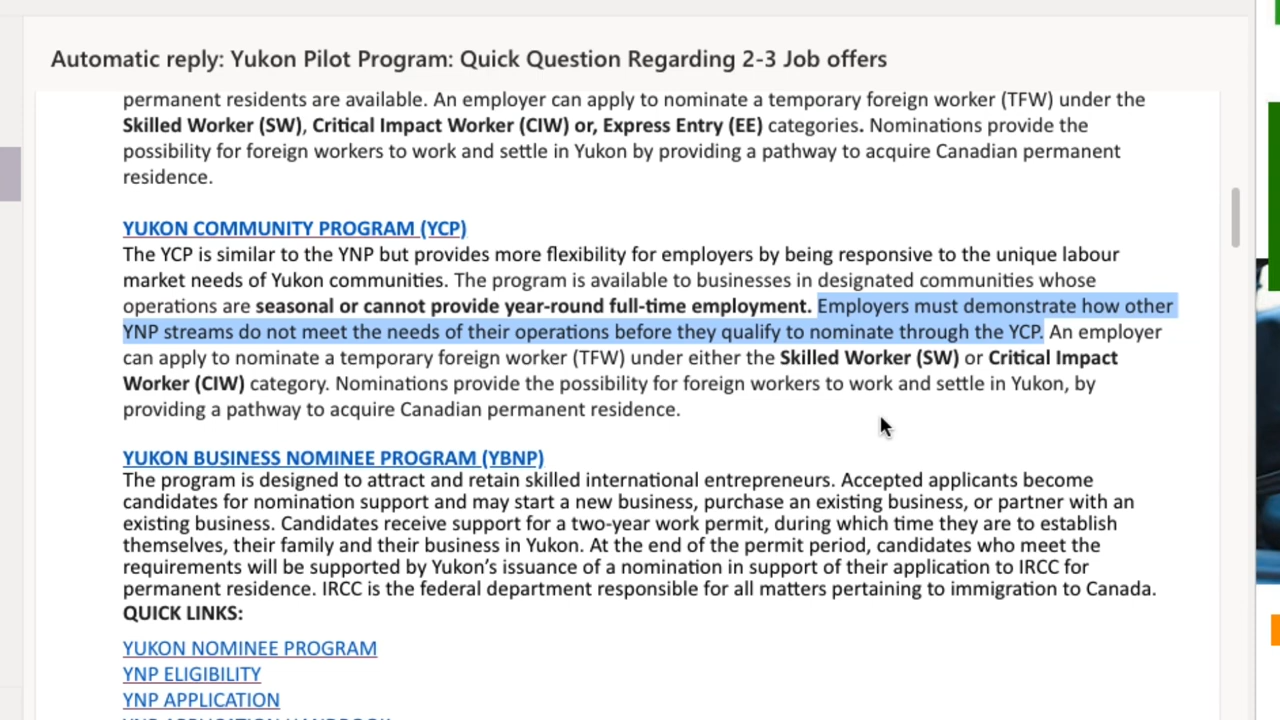 Automatic reply: Yukon Pilot Program: Quick Question Regarding 2-3 Job offers
permanent residents are available. An employer can apply to nominate a temporary foreign worker (TFW) under the
Skilled Worker (SW), Critical Impact Worker (CIW) or, Express Entry (EE) categories. Nominations provide the
possibility for foreign workers to work and settle in Yukon by providing a pathway to acquire Canadian permanent
residence.
YUKON COMMUNITY PROGRAM (YCP)
The YCP is similar to the YNP but provides more flexibility for employers by being responsive to the unique labour
market needs of Yukon communities. The program is available to businesses in designated communities whose
operations are seasonal or cannot provide year-round full-time employment. Employers must demonstrate how other
YNP streams do not meet the needs of their operations before they qualify to nominate through the YCP. An employer
can apply to nominate a temporary foreign worker (TFW) under either the Skilled Worker (SW) or Critical Impact
Worker (CIW) category. Nominations provide the possibility for foreign workers to work and settle in Yukon, by
providing a pathway to acquire Canadian permanent residence.
YUKON BUSINESS NOMINEE PROGRAM (YBNP)
The program is designed to attract and retain skilled international entrepreneurs. Accepted applicants become
candidates for nomination support and may start a new business, purchase an existing business, or partner with an
existing business. Candidates receive support for a two-year work permit, during which time they are to establish
themselves, their family and their business in Yukon. At the end of the permit period, candidates who meet the
requirements will be supported by Yukon's issuance of a nomination in support of their application to IRCC for
permanent residence. IRCC is the federal department responsible for all matters pertaining to immigration to Canada.
QUICK LINKS:
YUKON NOMINEE PROGRAM
YNP ELIGIBILITY
YNP APPLICATION
YNP APPLICATION HANDBOOK